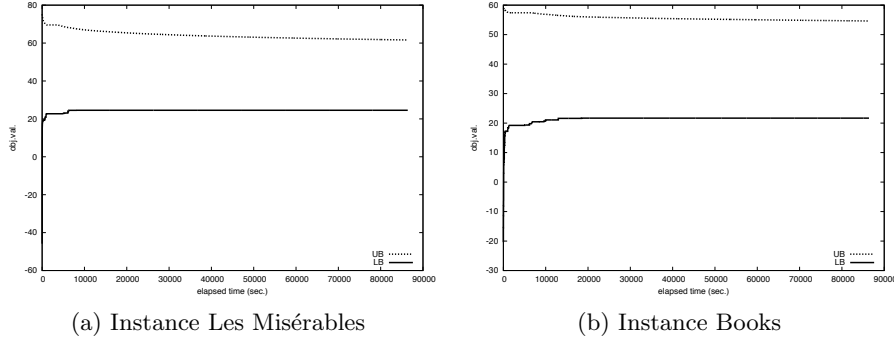 80
60
40
20
0
-20
-40
-60
obj.val.
0 10000 20000 30000 40000 50000 60000 70000 80000 90000
elapsed time (sec.)
UB
LB
(a) Instance Les Misérables
60
50
40
30
20
10
0
-10
-20
-30
obj.val.
0 10000 20000 30000 40000 50000 60000 70000 80000 90000
elapsed time (sec.)
UB
LB
(b) Instance Books